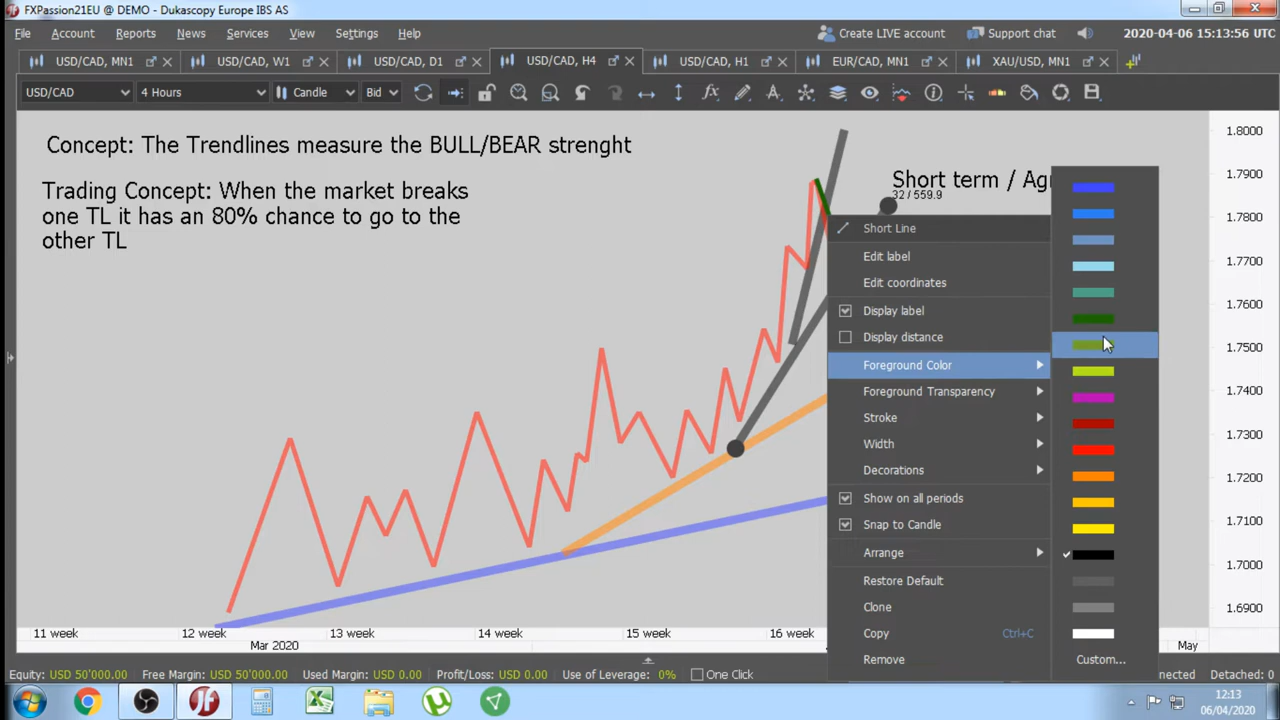 FXPassion21EU @ DEMO - Dukascopy Europe IBS AS
File Account Reports News Services View Settings Help
Create LIVE account Support chat 2020-04-06 15:13:56 UTC
USD/CAD, MN1 USD/CAD, W1 USD/CAD, D1 USD/CAD, H4 USD/CAD, H1 EUR/CAD, MN1 XAU/USD, MN1
USD/CAD 4 Hours Candle Bid
Concept: The Trendlines measure the BULL/BEAR strenght
Trading Concept: When the market breaks
one TL it has an 80% chance to go to the
other TL
Short term / Agr
32 / 559.9
Short Line
Edit label
Edit coordinates
Display label
Display distance
Foreground Color
Foreground Transparency
Stroke
Width
Decorations
Show on all periods
Snap to Candle
Arrange
Restore Default
Clone
Copy Ctrl+C
Remove
Custom...
1.8000
1.7900
1.7800
1.7700
1.7600
1.7500
1.7400
1.7300
1.7200
1.7100
1.7000
1.6900
11 week 12 week 13 week 14 week 15 week 16 week
Mar 2020 May
Equity: USD 50'000.00 Free Margin: USD 50'000.00 Used Margin: USD 0.00 Profit/Loss: USD 0.00 Use of Leverage: 0% One Click nected Detached: 0
12:13
06/04/2020